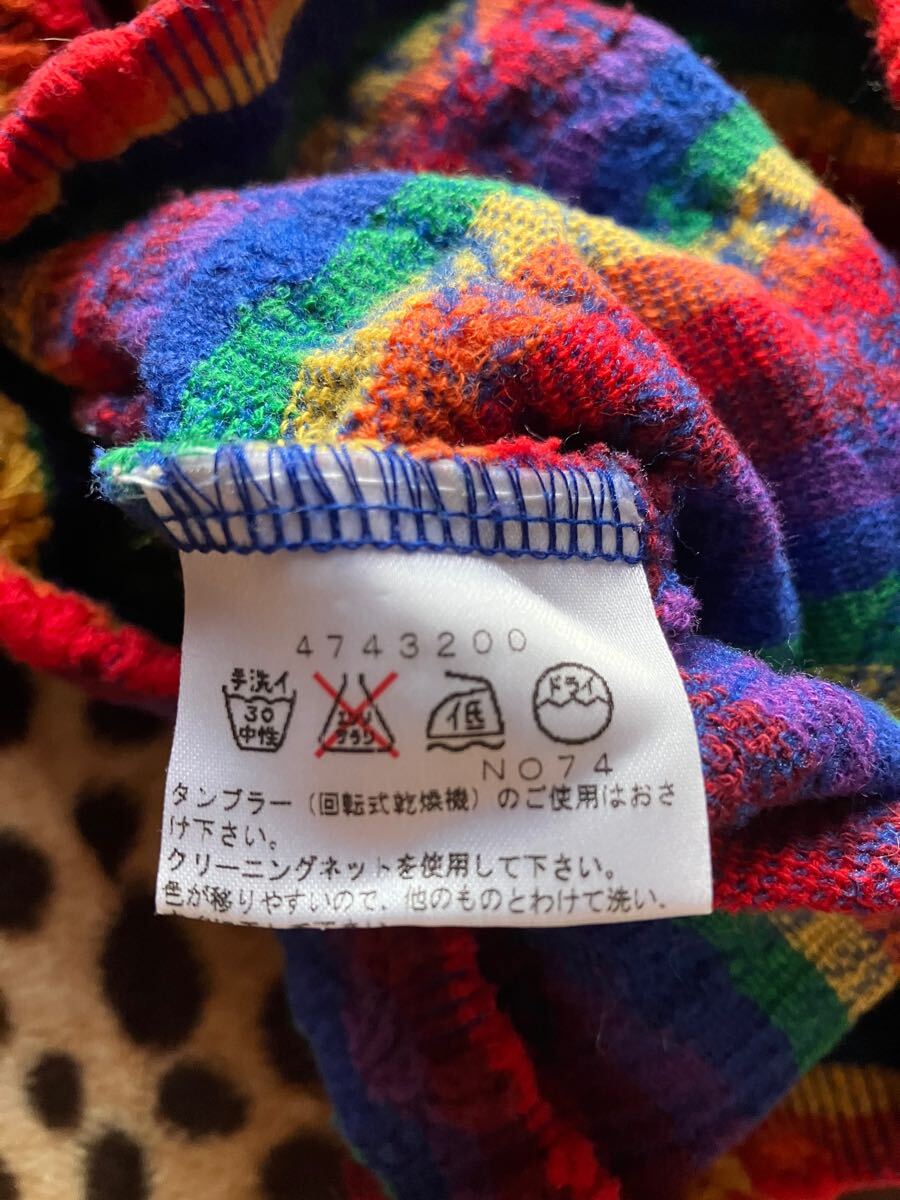 4743200
手洗イ 30 中性 エンソ サラシ 低 ドライ
NO74
タンブラー（回転式乾燥機）のご使用はおさ
け下さい。
クリーニングネットを使用して下さい。
色が移りやすいので、他のものとわけて洗い、